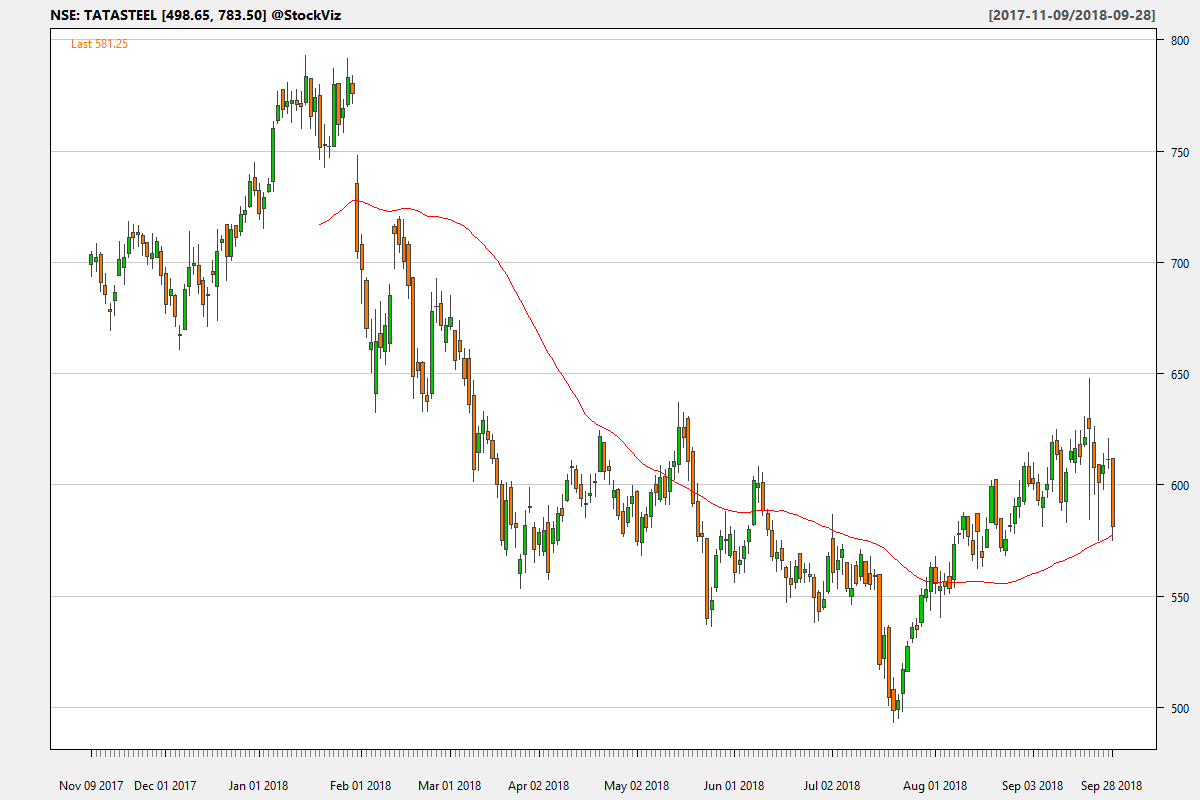 NSE: TATASTEEL [498.65, 783.50] @StockViz [2017-11-09/2018-09-28]
Last 581.25
800
750
700
650
600
550
500
Nov 09 2017 Dec 01 2017 Jan 01 2018 Feb 01 2018 Mar 01 2018 Apr 02 2018 May 02 2018 Jun 01 2018 Jul 02 2018 Aug 01 2018 Sep 03 2018 Sep 28 2018